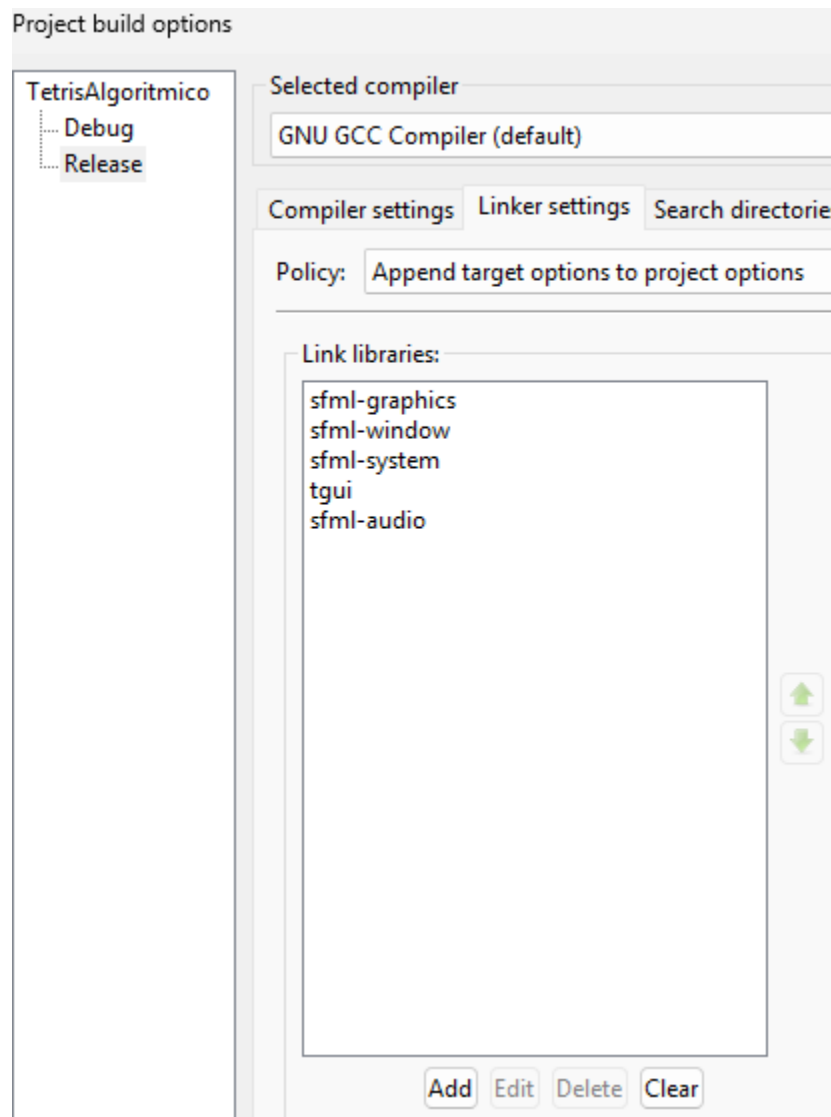 Project build options
TetrisAlgoritmico
Debug
Release
Selected compiler
GNU GCC Compiler (default)
Compiler settings
Linker settings
Search directorie
Policy:
Append target options to project options
Link libraries:
sfml-graphics
sfml-window
sfml-system
tgui
sfml-audio
Add
Edit
Delete
Clear